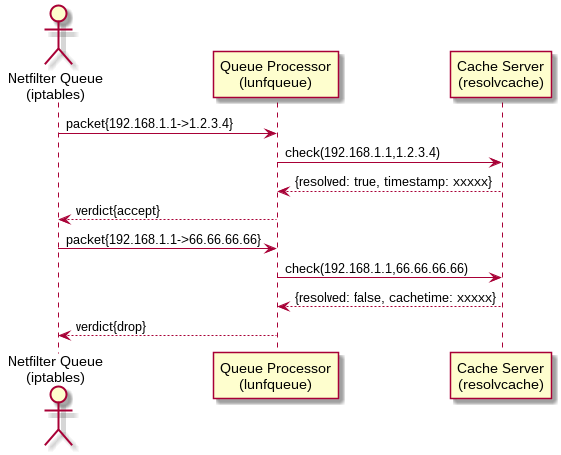 Netfilter Queue
(iptables)
Queue Processor
(lunfqueue)
Cache Server
(resolvcache)
packet{192.168.1.1->1.2.3.4}
check(192.168.1.1,1.2.3.4)
{resolved: true, timestamp: xxxxx}
verdict{accept}
packet{192.168.1.1->66.66.66.66}
check(192.168.1.1,66.66.66.66)
{resolved: false, cachetime: xxxxx}
verdict{drop}
Netfilter Queue
(iptables)
Queue Processor
(lunfqueue)
Cache Server
(resolvcache)